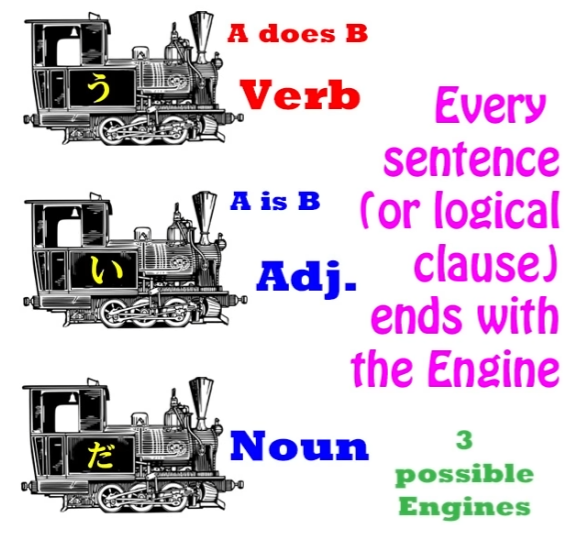 A does B
う
Verb
A is B
い
Adj.
だ
Noun
Every
sentence
(or logical
clause)
ends with
the Engine
3
possible
Engines